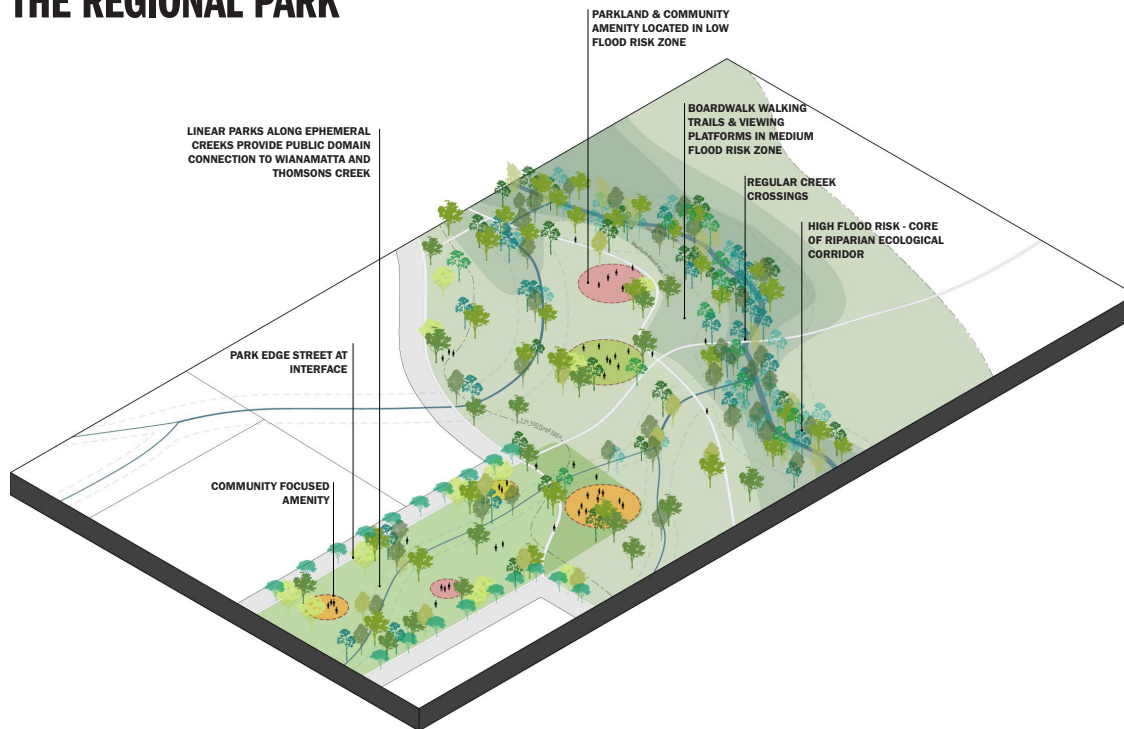 THE REGIONAL PARK
PARKLAND & COMMUNITY
AMENITY LOCATED IN LOW
FLOOD RISK ZONE
BOARDWALK WALKING
TRAILS & VIEWING
PLATFORMS IN MEDIUM
FLOOD RISK ZONE
LINEAR PARKS ALONG EPHEMERAL
CREEKS PROVIDE PUBLIC DOMAIN
CONNECTION TO WIANAMATTA AND
THOMSONS CREEK
REGULAR CREEK
CROSSINGS
HIGH FLOOD RISK - CORE
OF RIPARIAN ECOLOGICAL
CORRIDOR
PARK EDGE STREET AT
INTERFACE
COMMUNITY FOCUSED
AMENITY